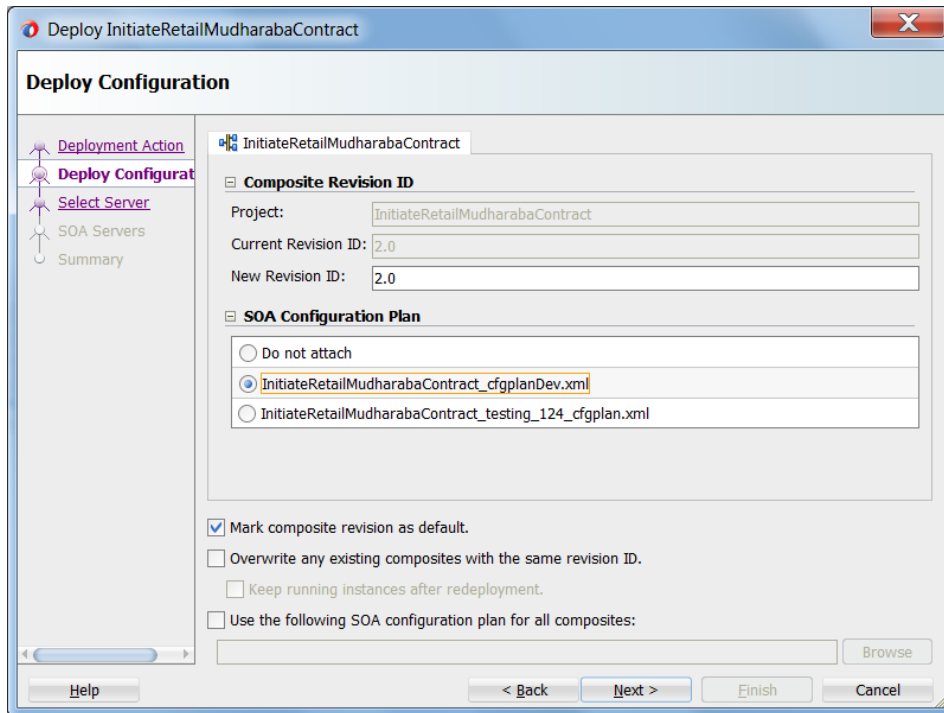 Deploy InitiateRetailMudharabaContract
Deploy Configuration
Deployment Action
Deploy Configurat
Select Server
SOA Servers
Summary
InitiateRetailMudharabaContract
Composite Revision ID
Project: InitiateRetailMudharabaContract
Current Revision ID: 2.0
New Revision ID: 2.0
SOA Configuration Plan
Do not attach
InitiateRetailMudharabaContract_cfgplanDev.xml
InitiateRetailMudharabaContract_testing_124_cfgplan.xml
Mark composite revision as default.
Overwrite any existing composites with the same revision ID.
Keep running instances after redeployment.
Use the following SOA configuration plan for all composites:
Browse
Help < Back Next > Finish Cancel